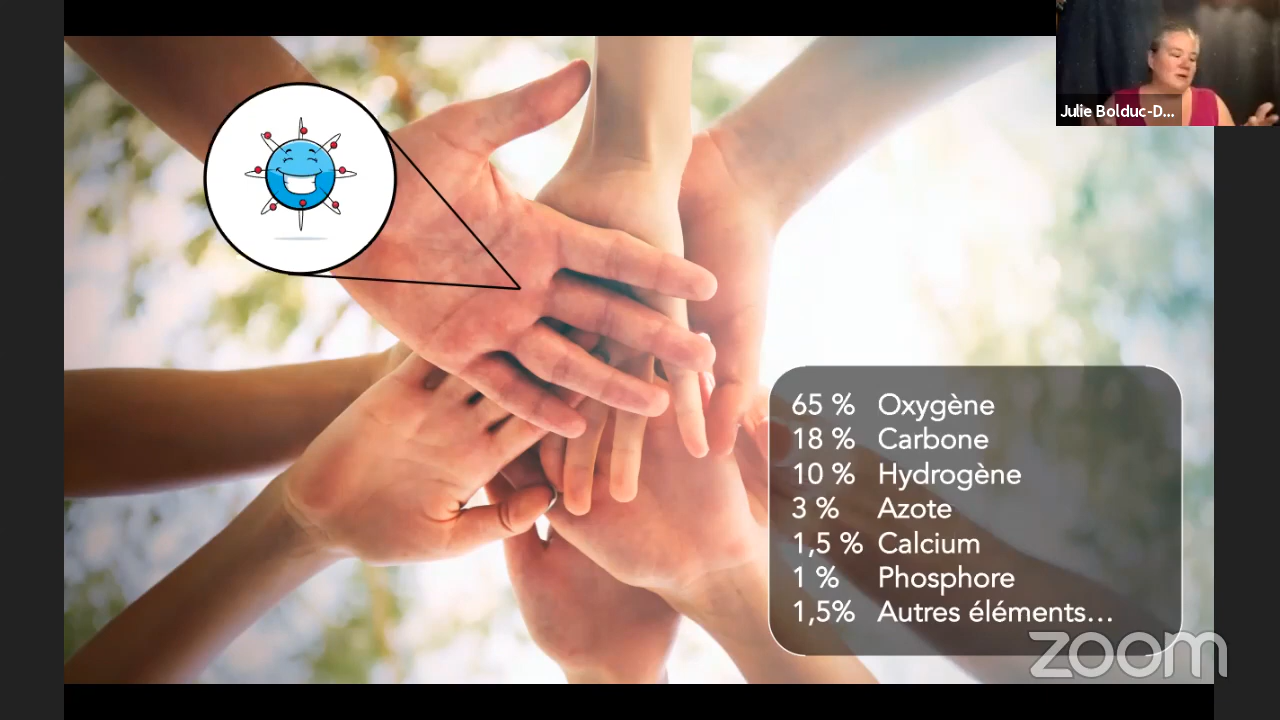 Julie Bolduc-D...
65 % Oxygène
18 % Carbone
10 % Hydrogène
3 % Azote
1,5 % Calcium
1 % Phosphore
1,5% Autres éléments...
zoom